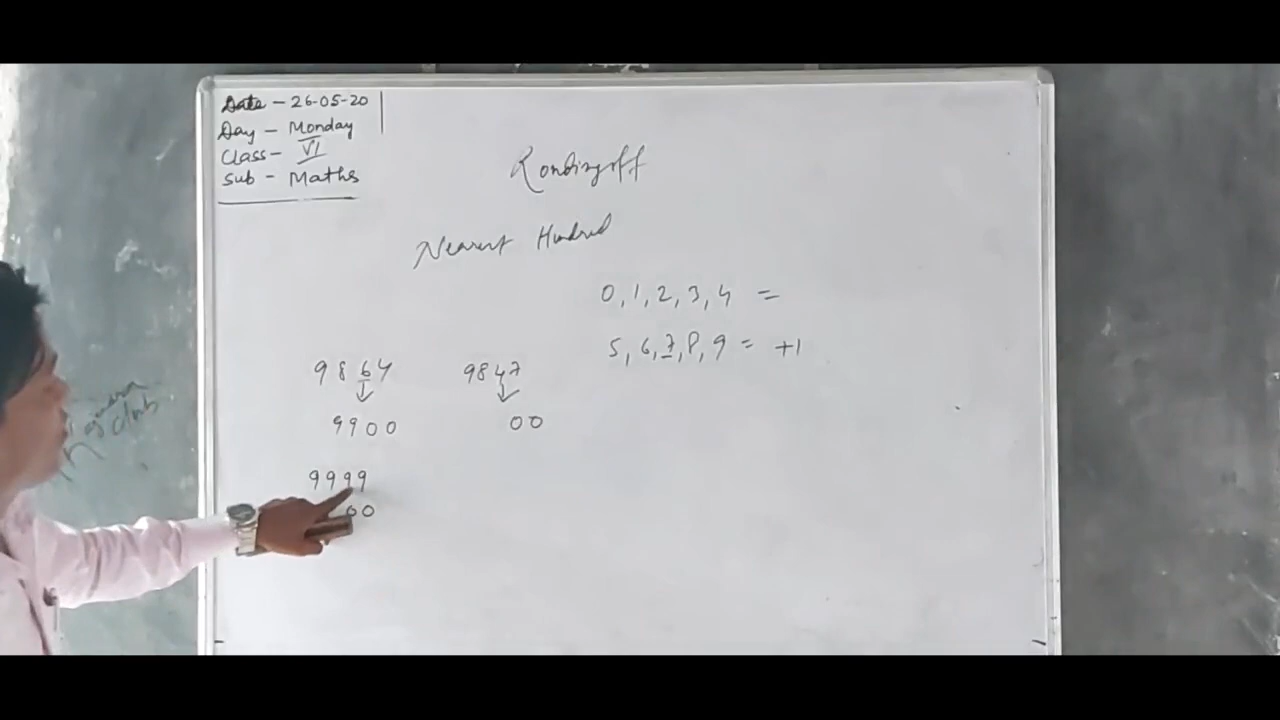 Date - 26-05-20
Day - Monday
Class - VI
Sub - Maths
Rondingoff
Nearest Hundred
0, 1, 2, 3, 4 =
5, 6, 7, 8, 9 = +1
9864 9847
9900 00
9999
00